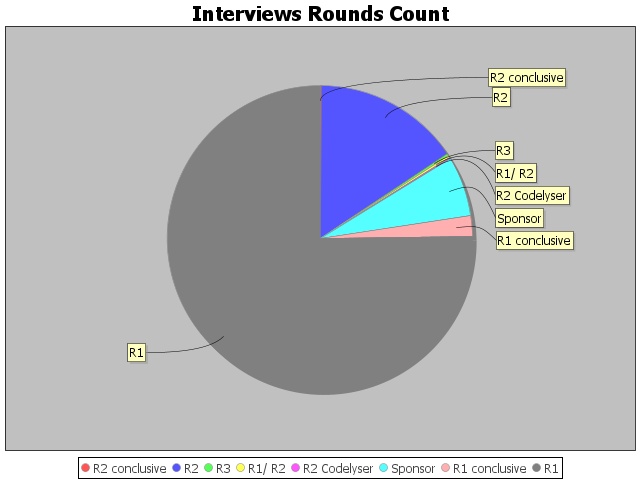 Interviews Rounds Count
R2 conclusive
R2
R3
R1/ R2
R2 Codelyser
Sponsor
R1 conclusive
R1
R2 conclusive R2 R3 R1/ R2 R2 Codelyser Sponsor R1 conclusive R1